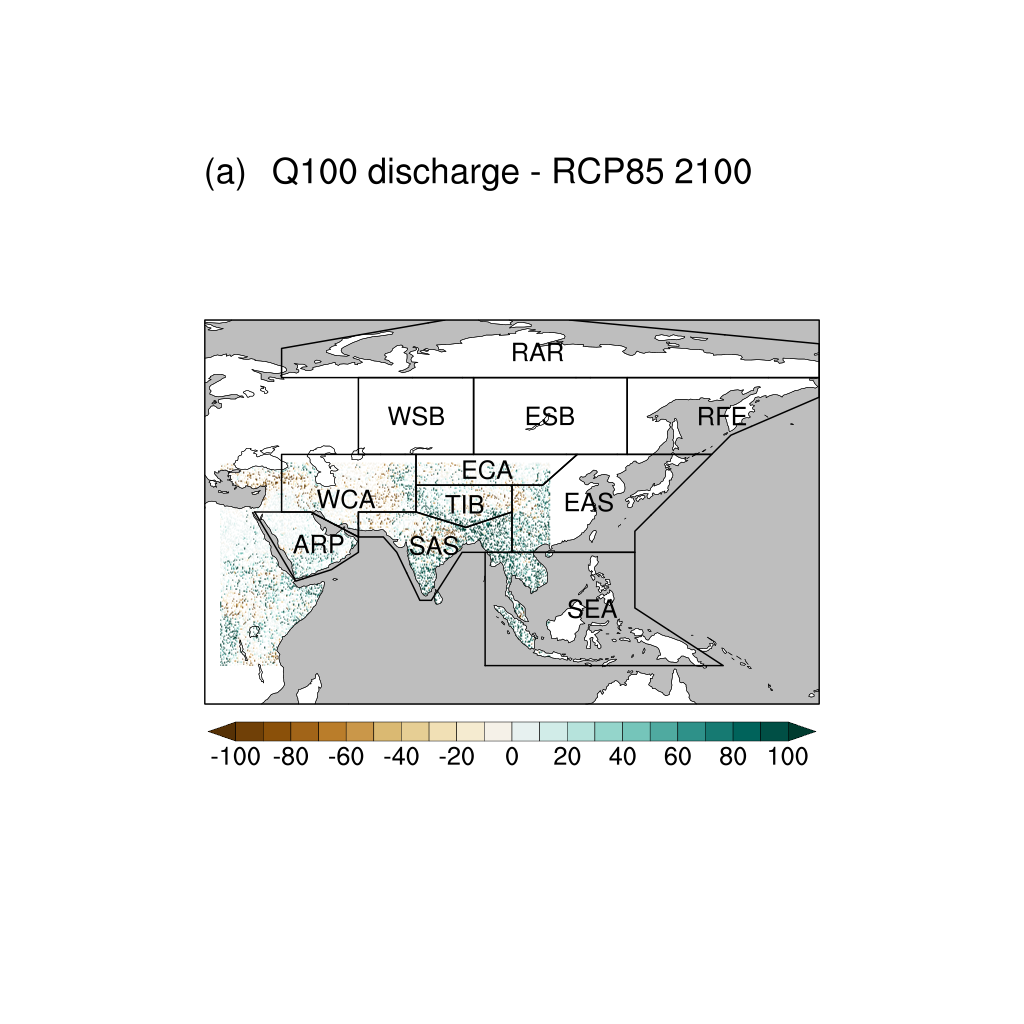 (a) Q100 discharge - RCP85 2100
RAR
WSB ESB RFE
ECA
WCA TIB EAS
ARP SAS
SEA
-100 -80 -60 -40 -20 0 20 40 60 80 100